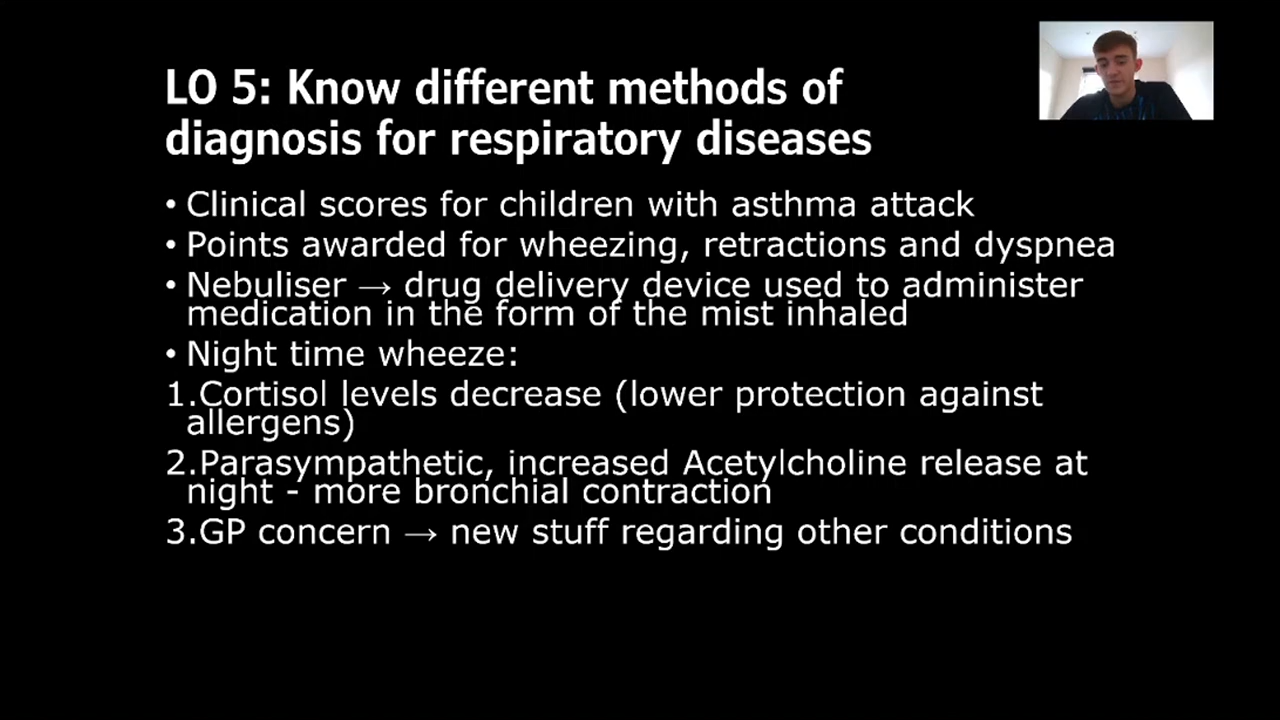 LO 5: Know different methods of
diagnosis for respiratory diseases
• Clinical scores for children with asthma attack
• Points awarded for wheezing, retractions and dyspnea
• Nebuliser → drug delivery device used to administer
medication in the form of the mist inhaled
• Night time wheeze:
1.Cortisol levels decrease (lower protection against
allergens)
2.Parasympathetic, increased Acetylcholine release at
night - more bronchial contraction
3.GP concern → new stuff regarding other conditions